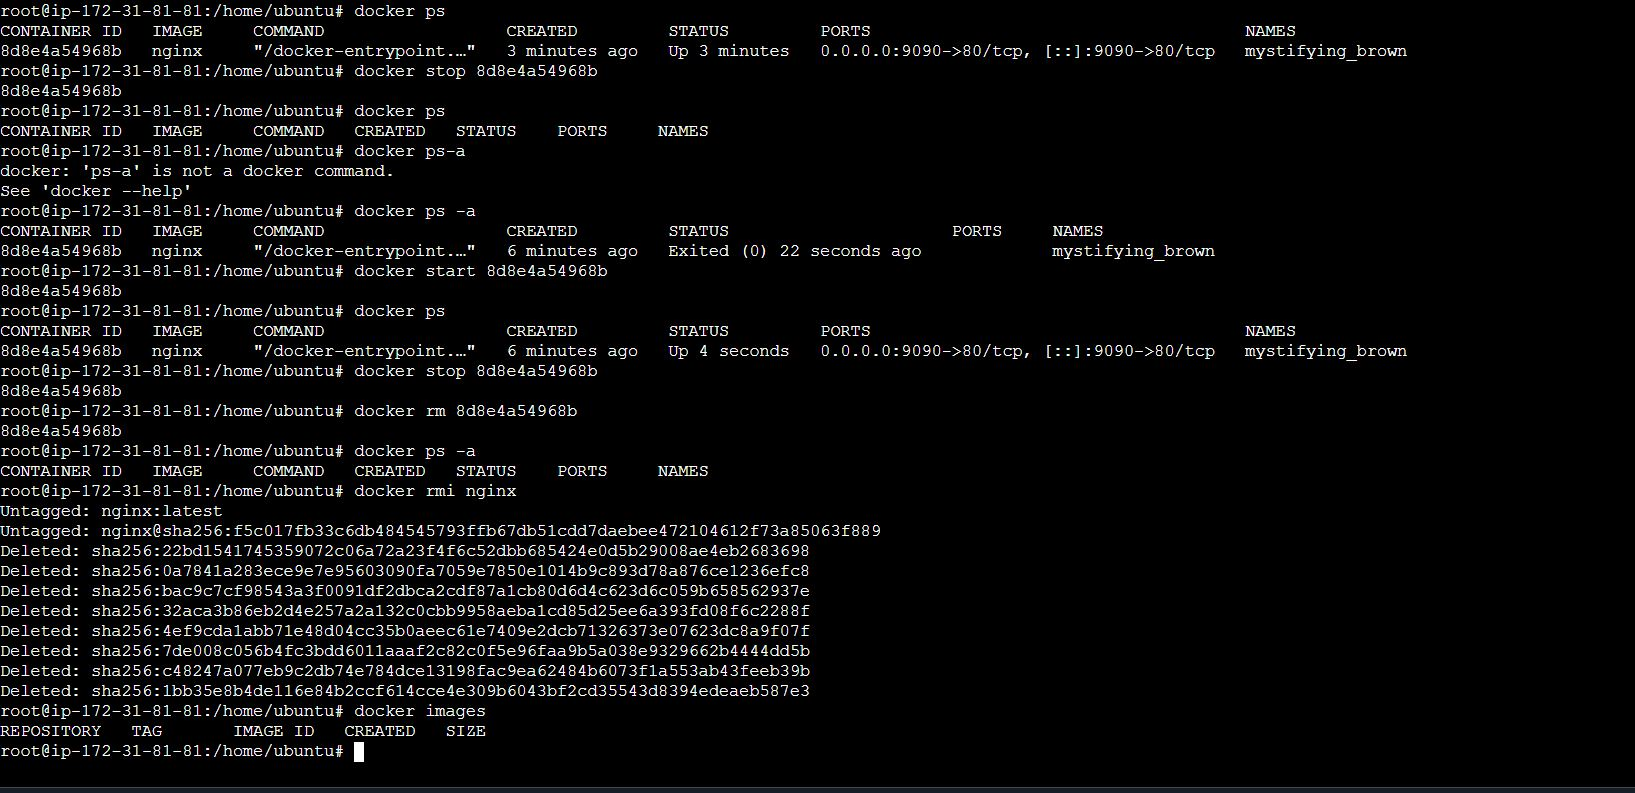 root@ip-172-31-81-81:/home/ubuntu# docker ps
CONTAINER ID   IMAGE     COMMAND                  CREATED         STATUS         PORTS                                     NAMES
8d8e4a54968b   nginx     "/docker-entrypoint.…"   3 minutes ago   Up 3 minutes   0.0.0.0:9090->80/tcp, [::]:9090->80/tcp   mystifying_brown
root@ip-172-31-81-81:/home/ubuntu# docker stop 8d8e4a54968b
8d8e4a54968b
root@ip-172-31-81-81:/home/ubuntu# docker ps
CONTAINER ID   IMAGE     COMMAND   CREATED   STATUS    PORTS     NAMES
root@ip-172-31-81-81:/home/ubuntu# docker ps-a
docker: 'ps-a' is not a docker command.
See 'docker --help'
root@ip-172-31-81-81:/home/ubuntu# docker ps -a
CONTAINER ID   IMAGE     COMMAND                  CREATED         STATUS                      PORTS     NAMES
8d8e4a54968b   nginx     "/docker-entrypoint.…"   6 minutes ago   Exited (0) 22 seconds ago             mystifying_brown
root@ip-172-31-81-81:/home/ubuntu# docker start 8d8e4a54968b
8d8e4a54968b
root@ip-172-31-81-81:/home/ubuntu# docker ps
CONTAINER ID   IMAGE     COMMAND                  CREATED         STATUS         PORTS                                     NAMES
8d8e4a54968b   nginx     "/docker-entrypoint.…"   6 minutes ago   Up 4 seconds   0.0.0.0:9090->80/tcp, [::]:9090->80/tcp   mystifying_brown
root@ip-172-31-81-81:/home/ubuntu# docker stop 8d8e4a54968b
8d8e4a54968b
root@ip-172-31-81-81:/home/ubuntu# docker rm 8d8e4a54968b
8d8e4a54968b
root@ip-172-31-81-81:/home/ubuntu# docker ps -a
CONTAINER ID   IMAGE     COMMAND   CREATED   STATUS    PORTS     NAMES
root@ip-172-31-81-81:/home/ubuntu# docker rmi nginx
Untagged: nginx:latest
Untagged: nginx@sha256:f5c017fb33c6db484545793ffb67db51cdd7daebee472104612f73a85063f889
Deleted: sha256:22bd1541745359072c06a72a23f4f6c52dbb685424e0d5b29008ae4eb2683698
Deleted: sha256:0a7841a283ece9e7e95603090fa7059e7850e1014b9c893d78a876ce1236efc8
Deleted: sha256:bac9c7cf98543a3f0091df2dbca2cdf87a1cb80d6d4c623d6c059b658562937e
Deleted: sha256:32aca3b86eb2d4e257a2a132c0cbb9958aeba1cd85d25ee6a393fd08f6c2288f
Deleted: sha256:4ef9cda1abb71e48d04cc35b0aeec61e7409e2dcb71326373e07623dc8a9f07f
Deleted: sha256:7de008c056b4fc3bdd6011aaaf2c82c0f5e96faa9b5a038e9329662b4444dd5b
Deleted: sha256:c48247a077eb9c2db74e784dce13198fac9ea62484b6073f1a553ab43feeb39b
Deleted: sha256:1bb35e8b4de116e84b2ccf614cce4e309b6043bf2cd35543d8394edeaeb587e3
root@ip-172-31-81-81:/home/ubuntu# docker images
REPOSITORY   TAG       IMAGE ID   CREATED   SIZE
root@ip-172-31-81-81:/home/ubuntu#